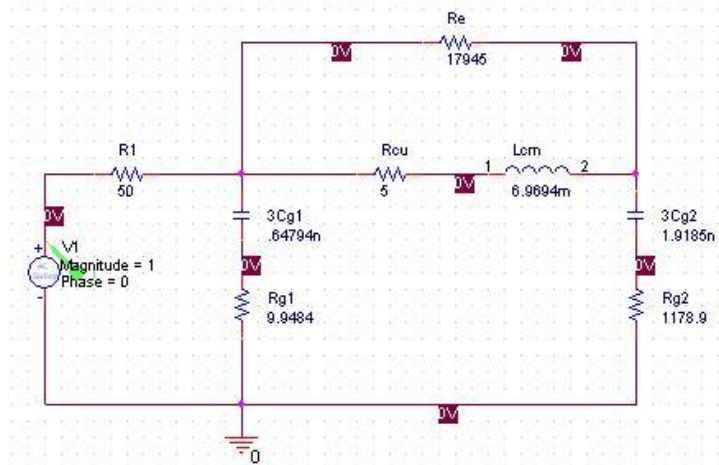 Re
0V
0V
17945
R1
Rcu
Lcm
1
2
50
5
0V
6.9694m
0V
3Cg1
.64794n
3Cg2
1.9185n
+
V1
Magnitude = 1
Phase = 0
-
0V
0V
Rg1
9.9484
Rg2
1178.9
0V
0